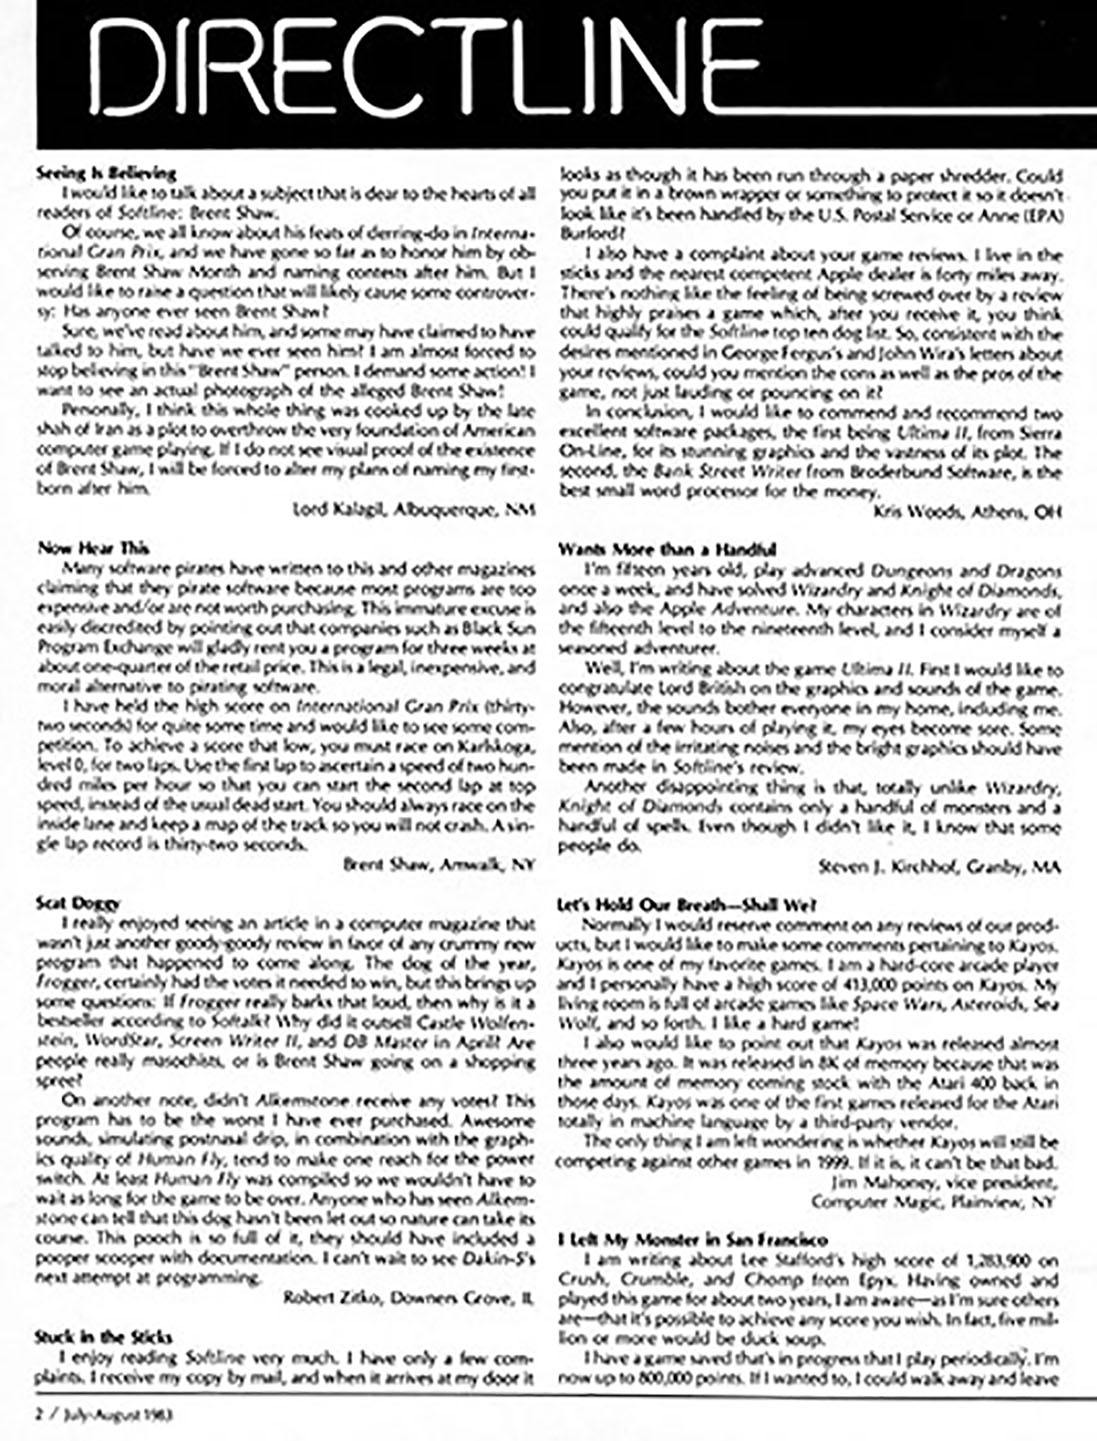 DIRECTLINE
Seeing Is Believing
I would like to talk about a subject that is dear to the hearts of all
readers of Softline: Brent Shaw.
Of course, we all know about his feats of derring-do in Interna-
tional Gran Prix, and we have gone so far as to honor him by ob-
serving Brent Shaw Month and naming contests after him. But I
would like to raise a question that will likely cause some controver-
sy: Has anyone ever seen Brent Shaw?
Sure, we've read about him, and some may have claimed to have
talked to him, but have we ever seen him? I am almost forced to
stop believing in this "Brent Shaw" person. I demand some action! I
want to see an actual photograph of the alleged Brent Shaw!
Personally, I think this whole thing was cooked up by the late
shah of Iran as a plot to overthrow the very foundation of American
computer game playing. If I do not see visual proof of the existence
of Brent Shaw, I will be forced to alter my plans of naming my first-
born after him.
Lord Kalagil, Albuquerque, NM
Now Hear This
Many software pirates have written to this and other magazines
claiming that they pirate software because most programs are too
expensive and/or are not worth purchasing. This immature excuse is
easily discredited by pointing out that companies such as Black Sun
Program Exchange will gladly rent you a program for three weeks at
about one-quarter of the retail price. This is a legal, inexpensive, and
moral alternative to pirating software.
I have held the high score on International Gran Prix (thirty-
two seconds) for quite some time and would like to see some com-
petition. To achieve a score that low, you must race on Karhkoga,
level 0, for two laps. Use the first lap to ascertain a speed of two hun-
dred miles per hour so that you can start the second lap at top
speed, instead of the usual dead start. You should always race on the
inside lane and keep a map of the track so you will not crash. A sin-
gle lap record is thirty-two seconds.
Brent Shaw, Amwalk, NY
Scat Doggy
I really enjoyed seeing an article in a computer magazine that
wasn't just another goody-goody review in favor of any crummy new
program that happened to come along. The dog of the year,
Frogger, certainly had the votes it needed to win, but this brings up
some questions: If Frogger really barks that loud, then why is it a
bestseller according to Softalk? Why did it outsell Castle Wolfen-
stein, WordStar, Screen Writer II, and DB Master in April? Are
people really masochists, or is Brent Shaw going on a shopping
spree?
On another note, didn't Alkemstone receive any votes? This
program has to be the worst I have ever purchased. Awesome
sounds, simulating postnasal drip, in combination with the graph-
ics quality of Human Fly, tend to make one reach for the power
switch. At least Human Fly was compiled so we wouldn't have to
wait as long for the game to be over. Anyone who has seen Alkem-
stone can tell that this dog hasn't been let out so nature can take its
course. This pooch is so full of it, they should have included a
pooper scooper with documentation. I can't wait to see Dakin-5's
next attempt at programming.
Robert Zitko, Downers Grove, IL
Stuck in the Sticks
I enjoy reading Softline very much. I have only a few com-
plaints. I receive my copy by mail, and when it arrives at my door it
looks as though it has been run through a paper shredder. Could
you put it in a brown wrapper or something to protect it so it doesn't
look like it's been handled by the U.S. Postal Service or Anne (EPA)
Burford?
I also have a complaint about your game reviews. I live in the
sticks and the nearest competent Apple dealer is forty miles away.
There's nothing like the feeling of being screwed over by a review
that highly praises a game which, after you receive it, you think
could qualify for the Softline top ten dog list. So, consistent with the
desires mentioned in George Fergus's and John Wira's letters about
your reviews, could you mention the cons as well as the pros of the
game, not just lauding or pouncing on it?
In conclusion, I would like to commend and recommend two
excellent software packages, the first being Ultima II, from Sierra
On-Line, for its stunning graphics and the vastness of its plot. The
second, the Bank Street Writer from Broderbund Software, is the
best small word processor for the money.
Kris Woods, Athens, OH
Wants More than a Handful
I'm fifteen years old, play advanced Dungeons and Dragons
once a week, and have solved Wizardry and Knight of Diamonds,
and also the Apple Adventure. My characters in Wizardry are of
the fifteenth level to the nineteenth level, and I consider myself a
seasoned adventurer.
Well, I'm writing about the game Ultima II. First I would like to
congratulate Lord British on the graphics and sounds of the game.
However, the sounds bother everyone in my home, including me.
Also, after a few hours of playing it, my eyes become sore. Some
mention of the irritating noises and the bright graphics should have
been made in Softline's review.
Another disappointing thing is that, totally unlike Wizardry,
Knight of Diamonds contains only a handful of monsters and a
handful of spells. Even though I didn't like it, I know that some
people do.
Steven J. Kirchhof, Granby, MA
Let's Hold Our Breath—Shall We?
Normally I would reserve comment on any reviews of our prod-
ucts, but I would like to make some comments pertaining to Kayos.
Kayos is one of my favorite games. I am a hard-core arcade player
and I personally have a high score of 413,000 points on Kayos. My
living room is full of arcade games like Space Wars, Asteroids, Sea
Wolf, and so forth. I like a hard game!
I also would like to point out that Kayos was released almost
three years ago. It was released in 8K of memory because that was
the amount of memory coming stock with the Atari 400 back in
those days. Kayos was one of the first games released for the Atari
totally in machine language by a third-party vendor.
The only thing I am left wondering is whether Kayos will still be
competing against other games in 1999. If it is, it can't be that bad.
Jim Mahoney, vice president,
Computer Magic, Plainview, NY
I Left My Monster in San Francisco
I am writing about Lee Stafford's high score of 1,283,900 on
Crush, Crumble, and Chomp from Epyx. Having owned and
played this game for about two years, I am aware—as I'm sure others
are—that it's possible to achieve any score you wish. In fact, five mil-
lion or more would be duck soup.
I have a game saved that's in progress that I play periodically. I'm
now up to 800,000 points. If I wanted to, I could walk away and leave
2 / July-August 1983